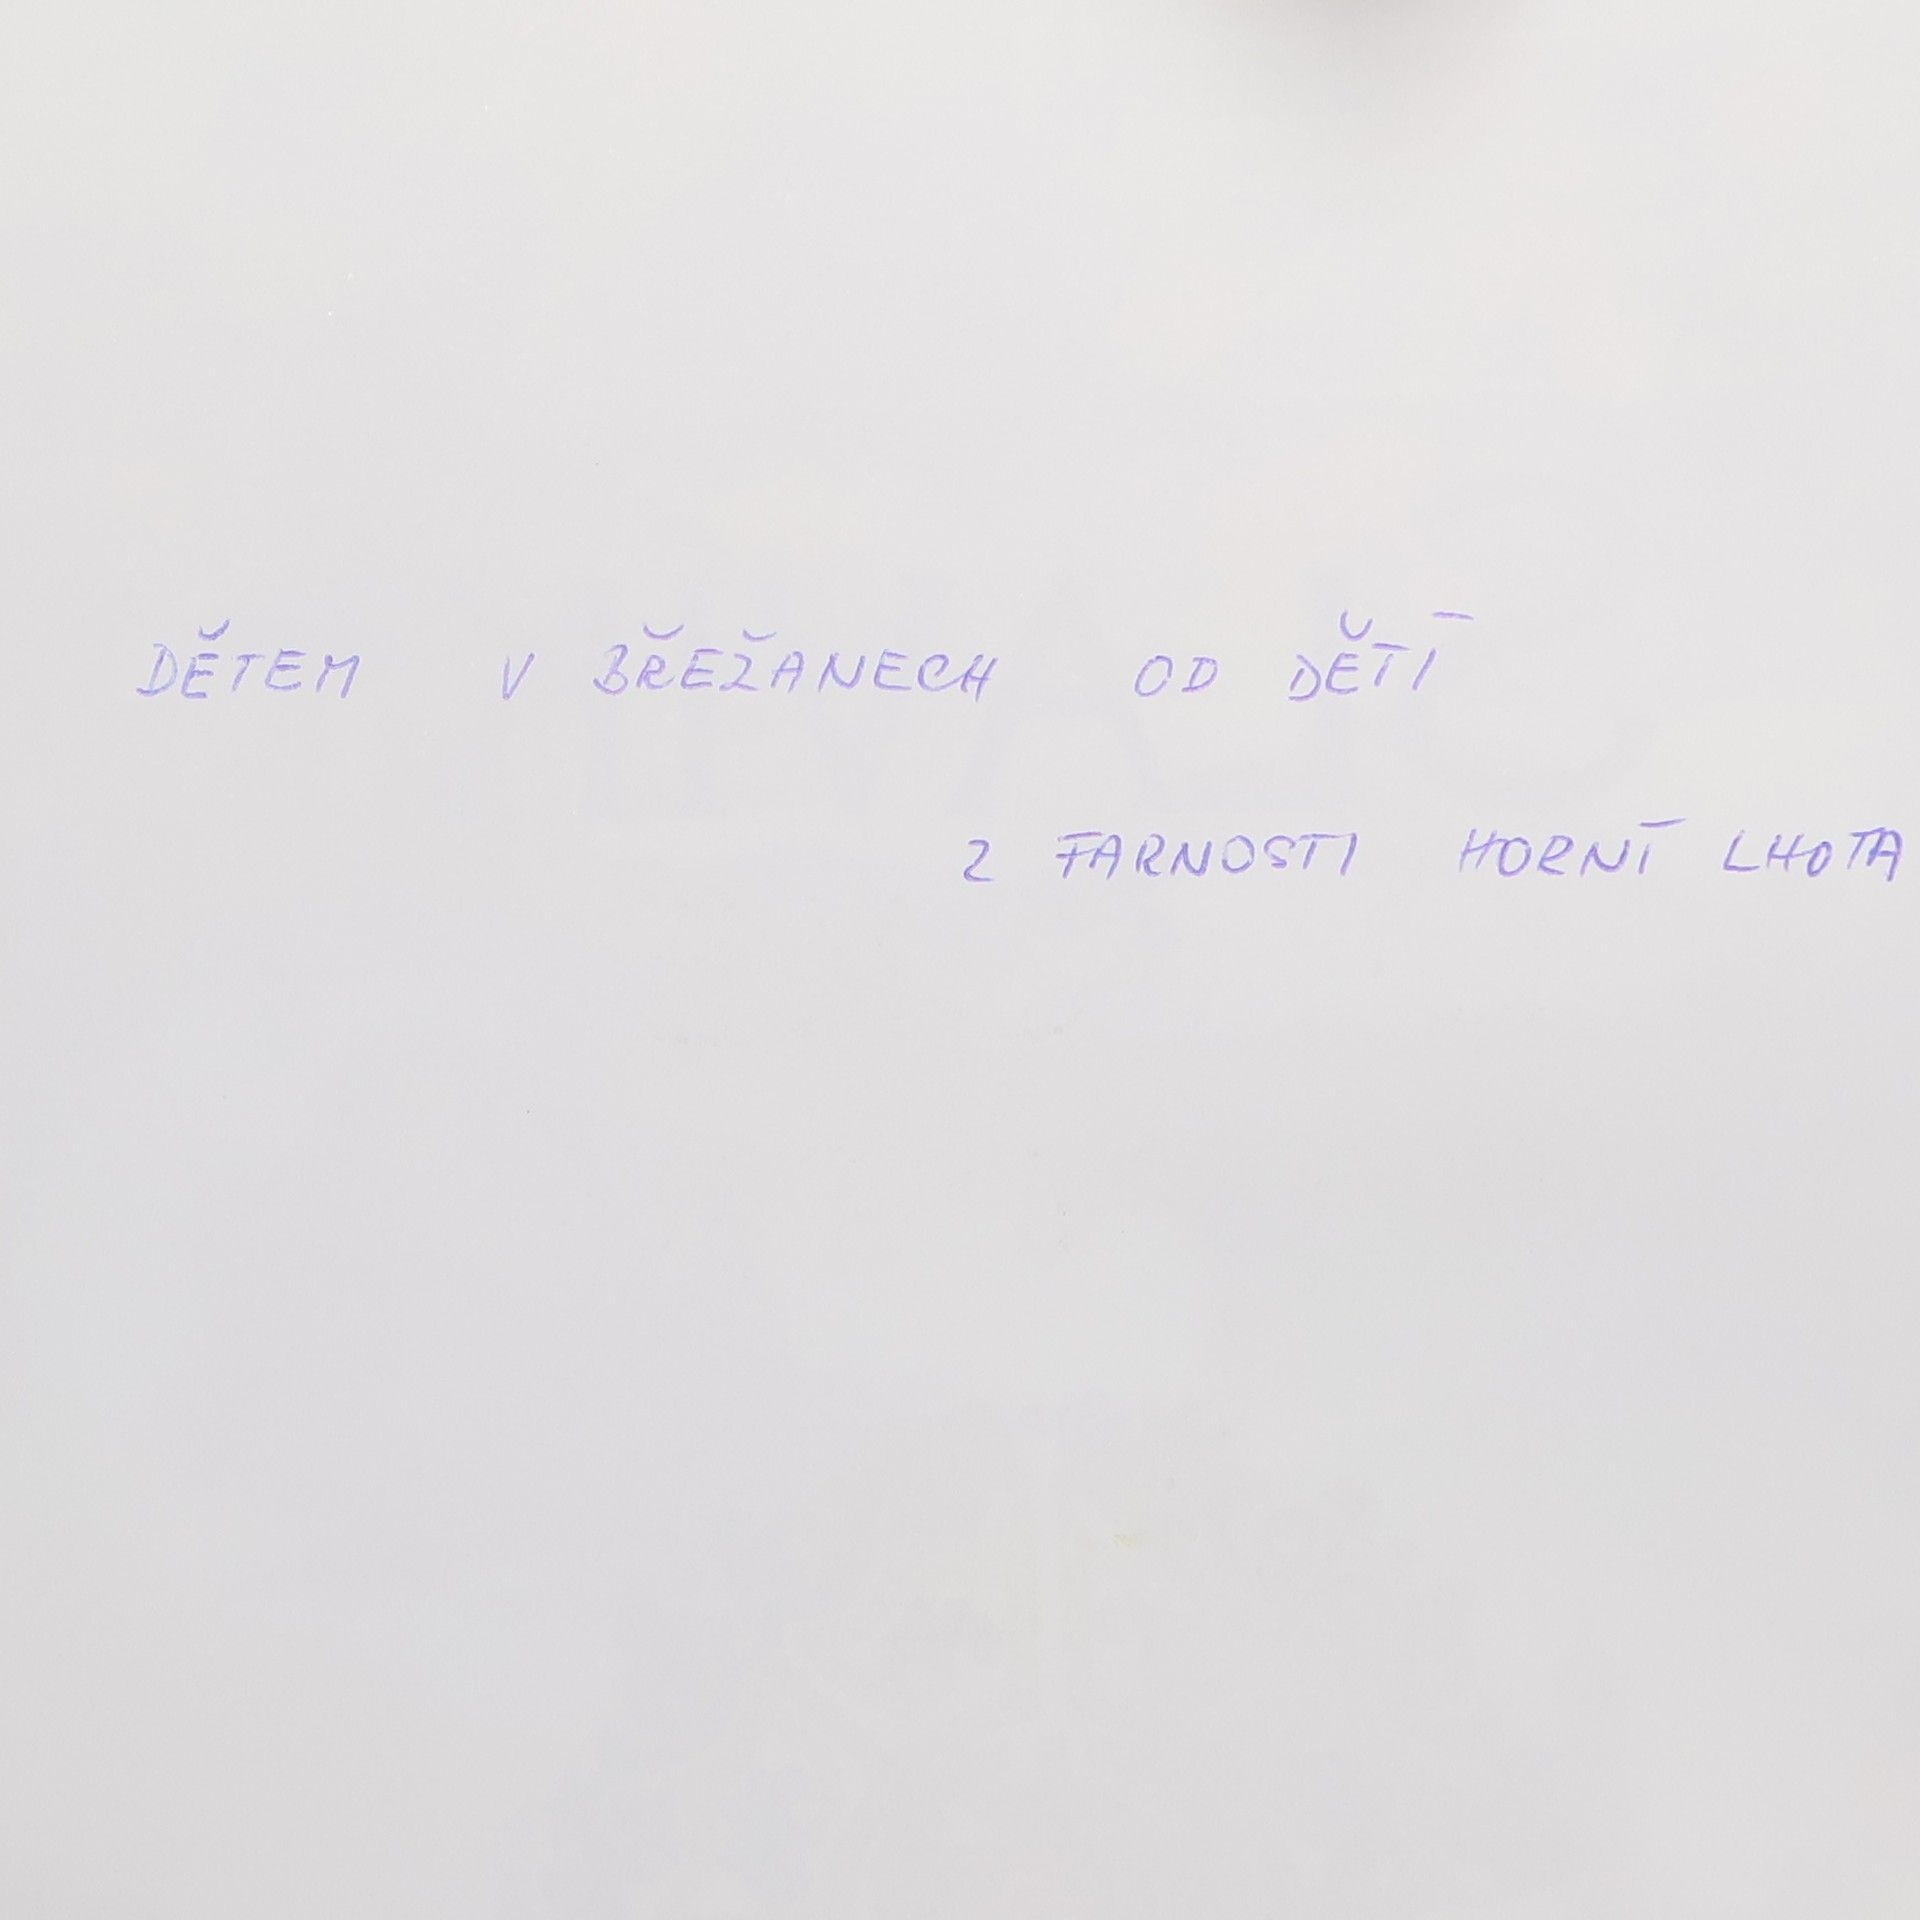 DĚTEM V BŘEŽANECH OD DĚTÍ
Z FARNOSTI HORNÍ LHOTA